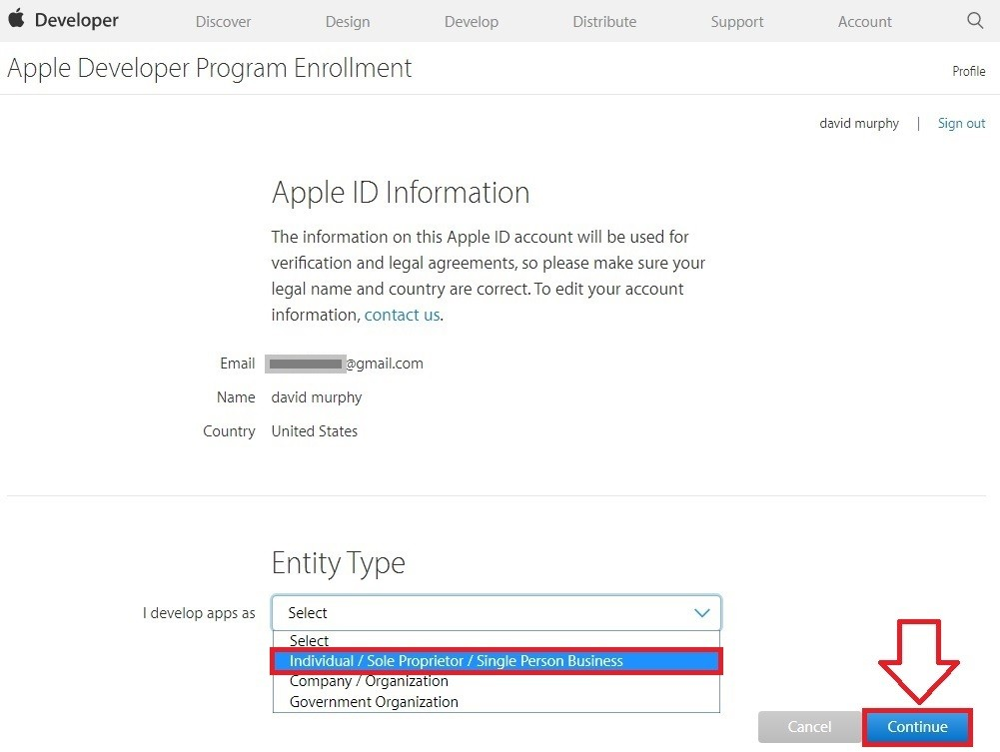 Developer
Discover
Design
Develop
Distribute
Support
Account
Apple Developer Program Enrollment
Profile
david murphy | Sign out
Apple ID Information
The information on this Apple ID account will be used for
verification and legal agreements, so please make sure your
legal name and country are correct. To edit your account
information, contact us.
Email @gmail.com
Name david murphy
Country United States
Entity Type
I develop apps as Select
Select
Individual / Sole Proprietor / Single Person Business
Company / Organization
Government Organization
Cancel
Continue